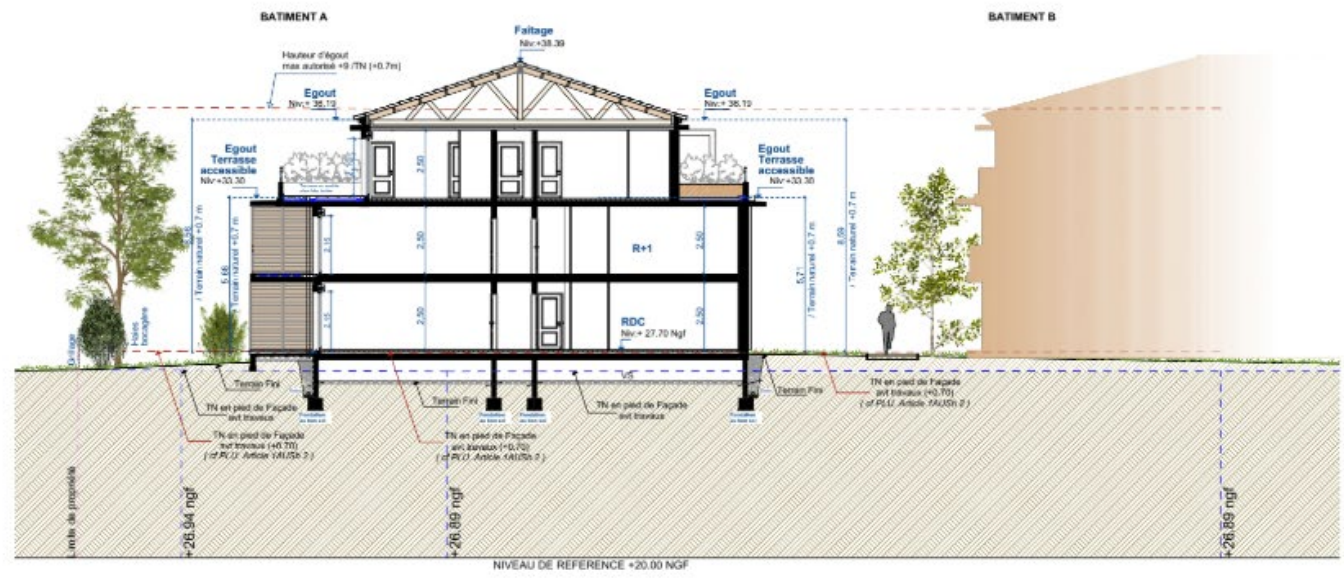 BATIMENT A
BATIMENT B
Faîtage
Niv:+38.39
Hauteur d'égout
max autorisé +9 /TN (+0.7m)
Egout
Niv:+ 36.19
Egout
Niv:+ 36.19
Egout
Terrasse
accessible
Niv:+33.30
Egout
Terrasse
accessible
Niv:+33.30
2,50
/ Terrain naturel +0.7 m
5,66
/ Terrain naturel +0.7 m
2,15
2,50
R+1
2,50
5,71
/ Terrain naturel +0.7 m
8,59
/ Terrain naturel +0.7 m
Grillage
Haies
bocagère
2,15
2,50
RDC
Niv:+ 27.70 Ngf
2,50
Terrain Fini
Terrain Fini
VS
Terrain Fini
TN en pied de Façade
avt travaux
TN en pied de Façade
avt travaux
TN en pied de Façade
avt travaux (+0.70)
( cf PLU. Article 1AUSh 2 )
TN en pied de Façade
avt travaux (+0.70)
( cf PLU. Article 1AUSh 2 )
TN en pied de Façade
avt travaux (+0.70)
( cf PLU. Article 1AUSh 2 )
Limite de propriété
+26.94 ngf
+26.89 ngf
+26.89 ngf
NIVEAU DE REFERENCE +20.00 NGF